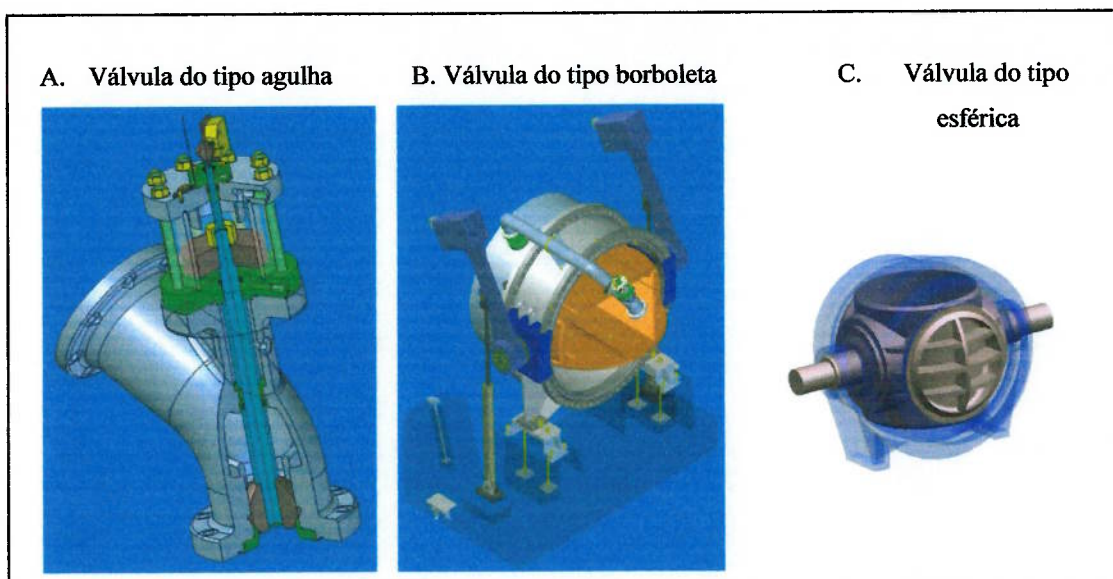 A. Válvula do tipo agulha
B. Válvula do tipo borboleta
C. Válvula do tipo
esférica